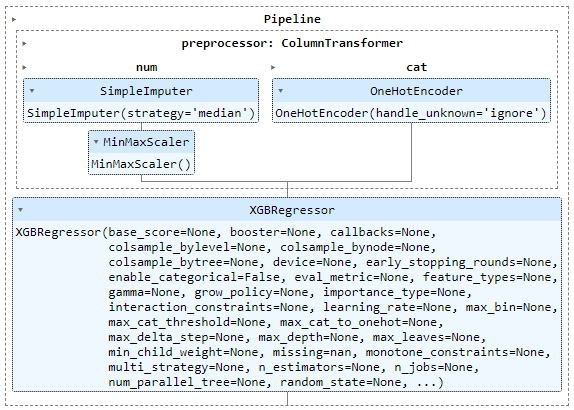 Pipeline
preprocessor: ColumnTransformer
num
cat
SimpleImputer
SimpleImputer(strategy='median')
OneHotEncoder
OneHotEncoder(handle_unknown='ignore')
MinMaxScaler
MinMaxScaler()
XGBRegressor
XGBRegressor(base_score=None, booster=None, callbacks=None,
colsample_bylevel=None, colsample_bynode=None,
colsample_bytree=None, device=None, early_stopping_rounds=None,
enable_categorical=False, eval_metric=None, feature_types=None,
gamma=None, grow_policy=None, importance_type=None,
interaction_constraints=None, learning_rate=None, max_bin=None,
max_cat_threshold=None, max_cat_to_onehot=None,
max_delta_step=None, max_depth=None, max_leaves=None,
min_child_weight=None, missing=nan, monotone_constraints=None,
multi_strategy=None, n_estimators=None, n_jobs=None,
num_parallel_tree=None, random_state=None, ...)